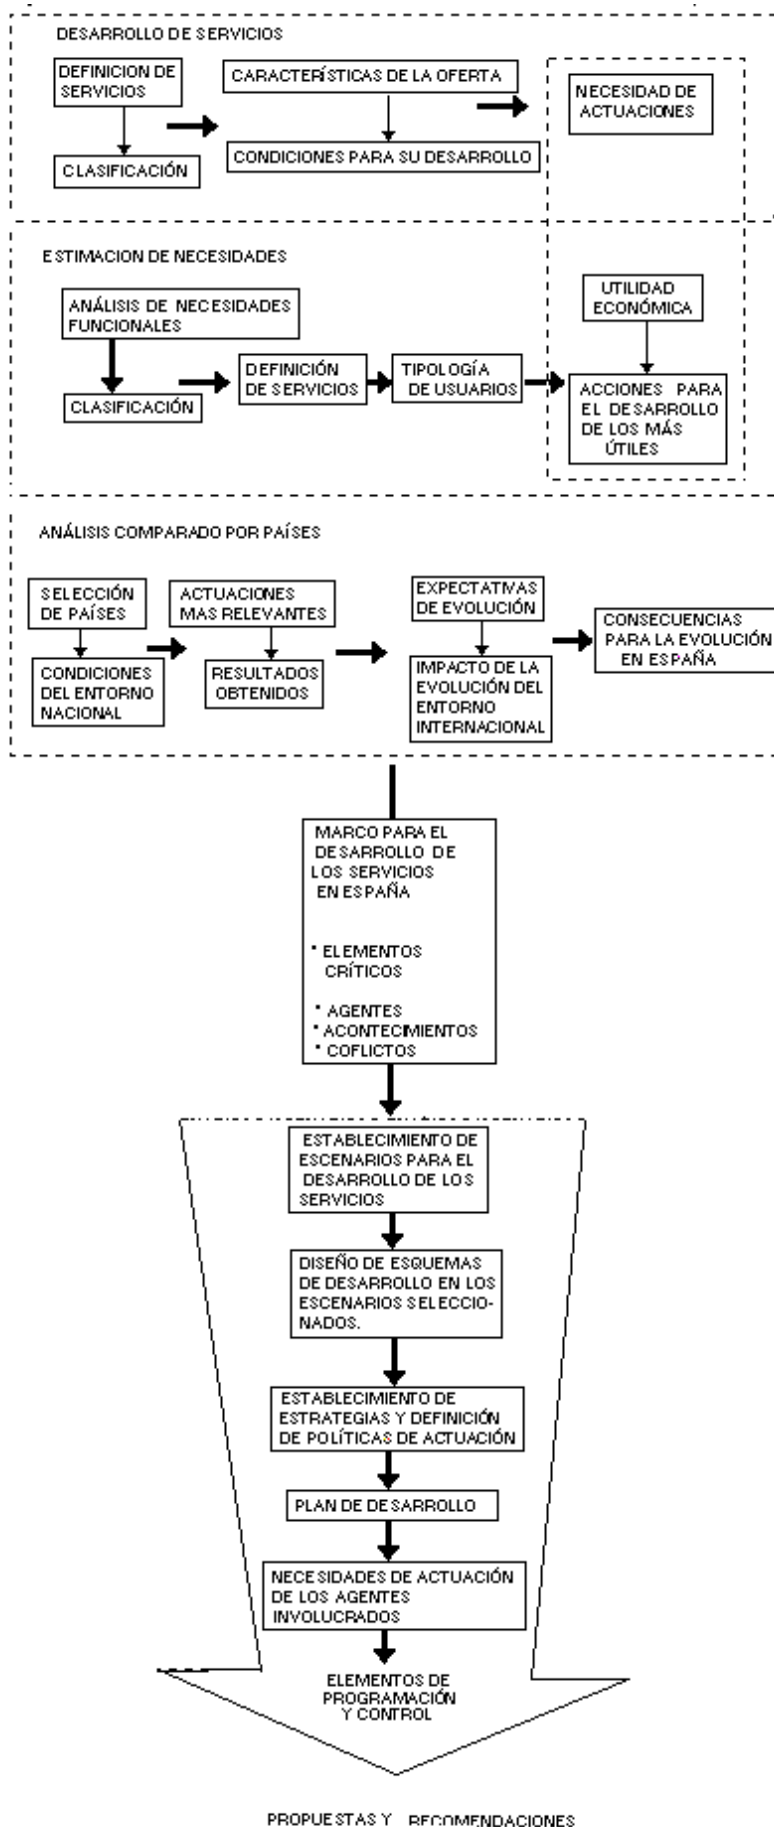 DESARROLLO DE SERVICIOS
DEFINICION DE
SERVICIOS
CLASIFICACIÓN
CARACTERÍSTICAS DE LA OFERTA
CONDICIONES PARA SU DESARROLLO
NECESIDAD DE
ACTUACIONES
ESTIMACION DE NECESIDADES
ANÁLISIS DE NECESIDADES
FUNCIONALES
CLASIFICACIÓN
DEFINICIÓN
DE SERVICIOS
TIPOLOGÍA
DE USUARIOS
UTILIDAD
ECONÓMICA
ACCIONES PARA
EL DESARROLLO
DE LOS MÁS
ÚTILES
ANÁLISIS COMPARADO POR PAÍSES
SELECCIÓN
DE PAÍSES
CONDICIONES
DEL ENTORNO
NACIONAL
ACTUACIONES
MAS RELEVANTES
RESULTADOS
OBTENIDOS
EXPECTATIVAS
DE EVOLUCIÓN
IMPACTO DE LA
EVOLUCIÓN DEL
ENTORNO
INTERNACIONAL
CONSECUENCIAS
PARA LA EVOLUCIÓN
EN ESPAÑA
MARCO PARA EL
DESARROLLO DE
LOS SERVICIOS
EN ESPAÑA
* ELEMENTOS
CRÍTICOS
* AGENTES
* ACONTECIMIENTOS
* COFLICTOS
ESTABLECIMIENTO DE
ESCENARIOS PARA EL
DESARROLLO DE LOS
SERVICIOS
DISEÑO DE ESQUEMAS
DE DESARROLLO EN LOS
ESCENARIOS SELECCIO-
NADOS.
ESTABLECIMIENTO DE
ESTRATEGIAS Y DEFINICIÓN
DE POLÍTICAS DE ACTUACIÓN
PLAN DE DESARROLLO
NECESIDADES DE ACTUACIÓN
DE LOS AGENTES
INVOLUCRADOS
ELEMENTOS DE
PROGRAMACIÓN
Y CONTROL
PROPUESTAS Y RECOMENDACIONES